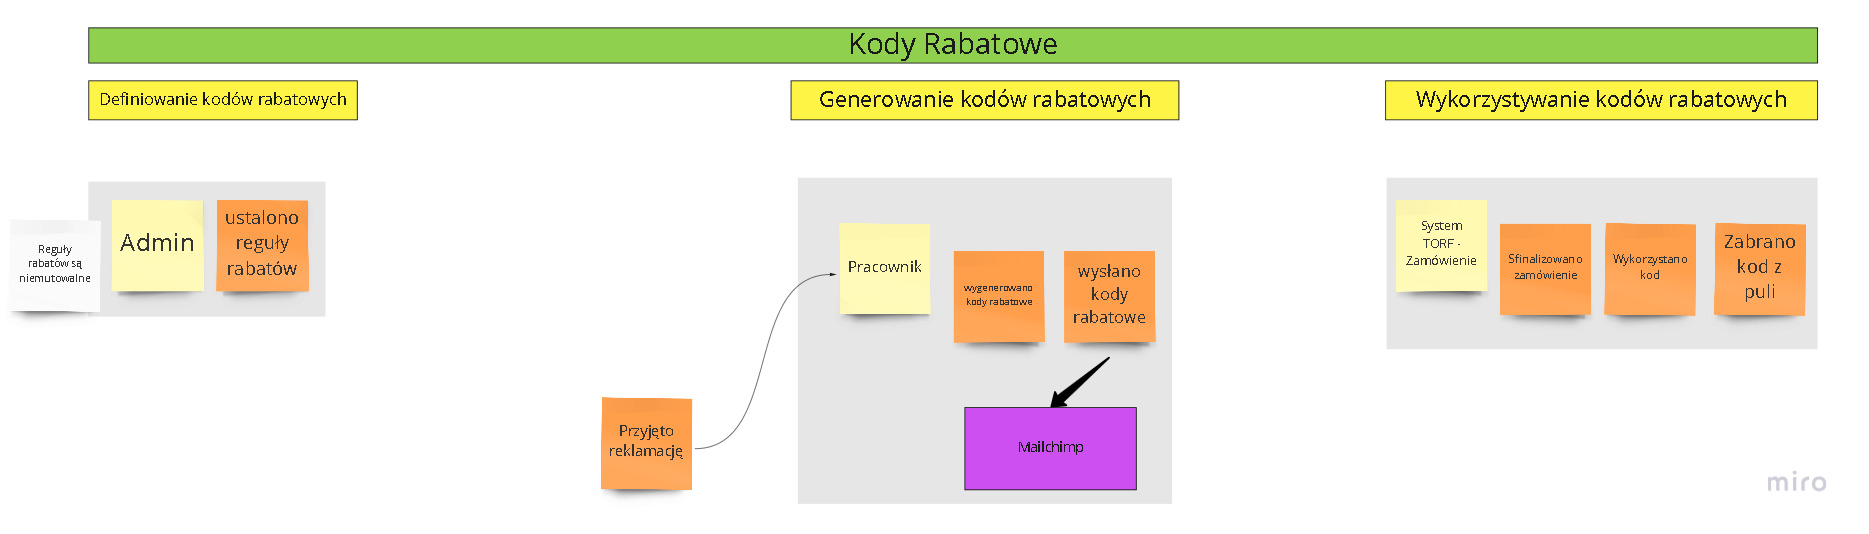 Kody Rabatowe
Definiowanie kodów rabatowych
Generowanie kodów rabatowych
Wykorzystywanie kodów rabatowych
Reguły
rabatów są
niemutowalne
Admin
ustalono
reguły
rabatów
Przyjęto
reklamację
Pracownik
wygenerowano
kody rabatowe
wysłano
kody
rabatowe
Mailchimp
System
TORF -
Zamówienie
Sfinalizowano
zamówienie
Wykorzystano
kod
Zabrano
kod z
puli
miro